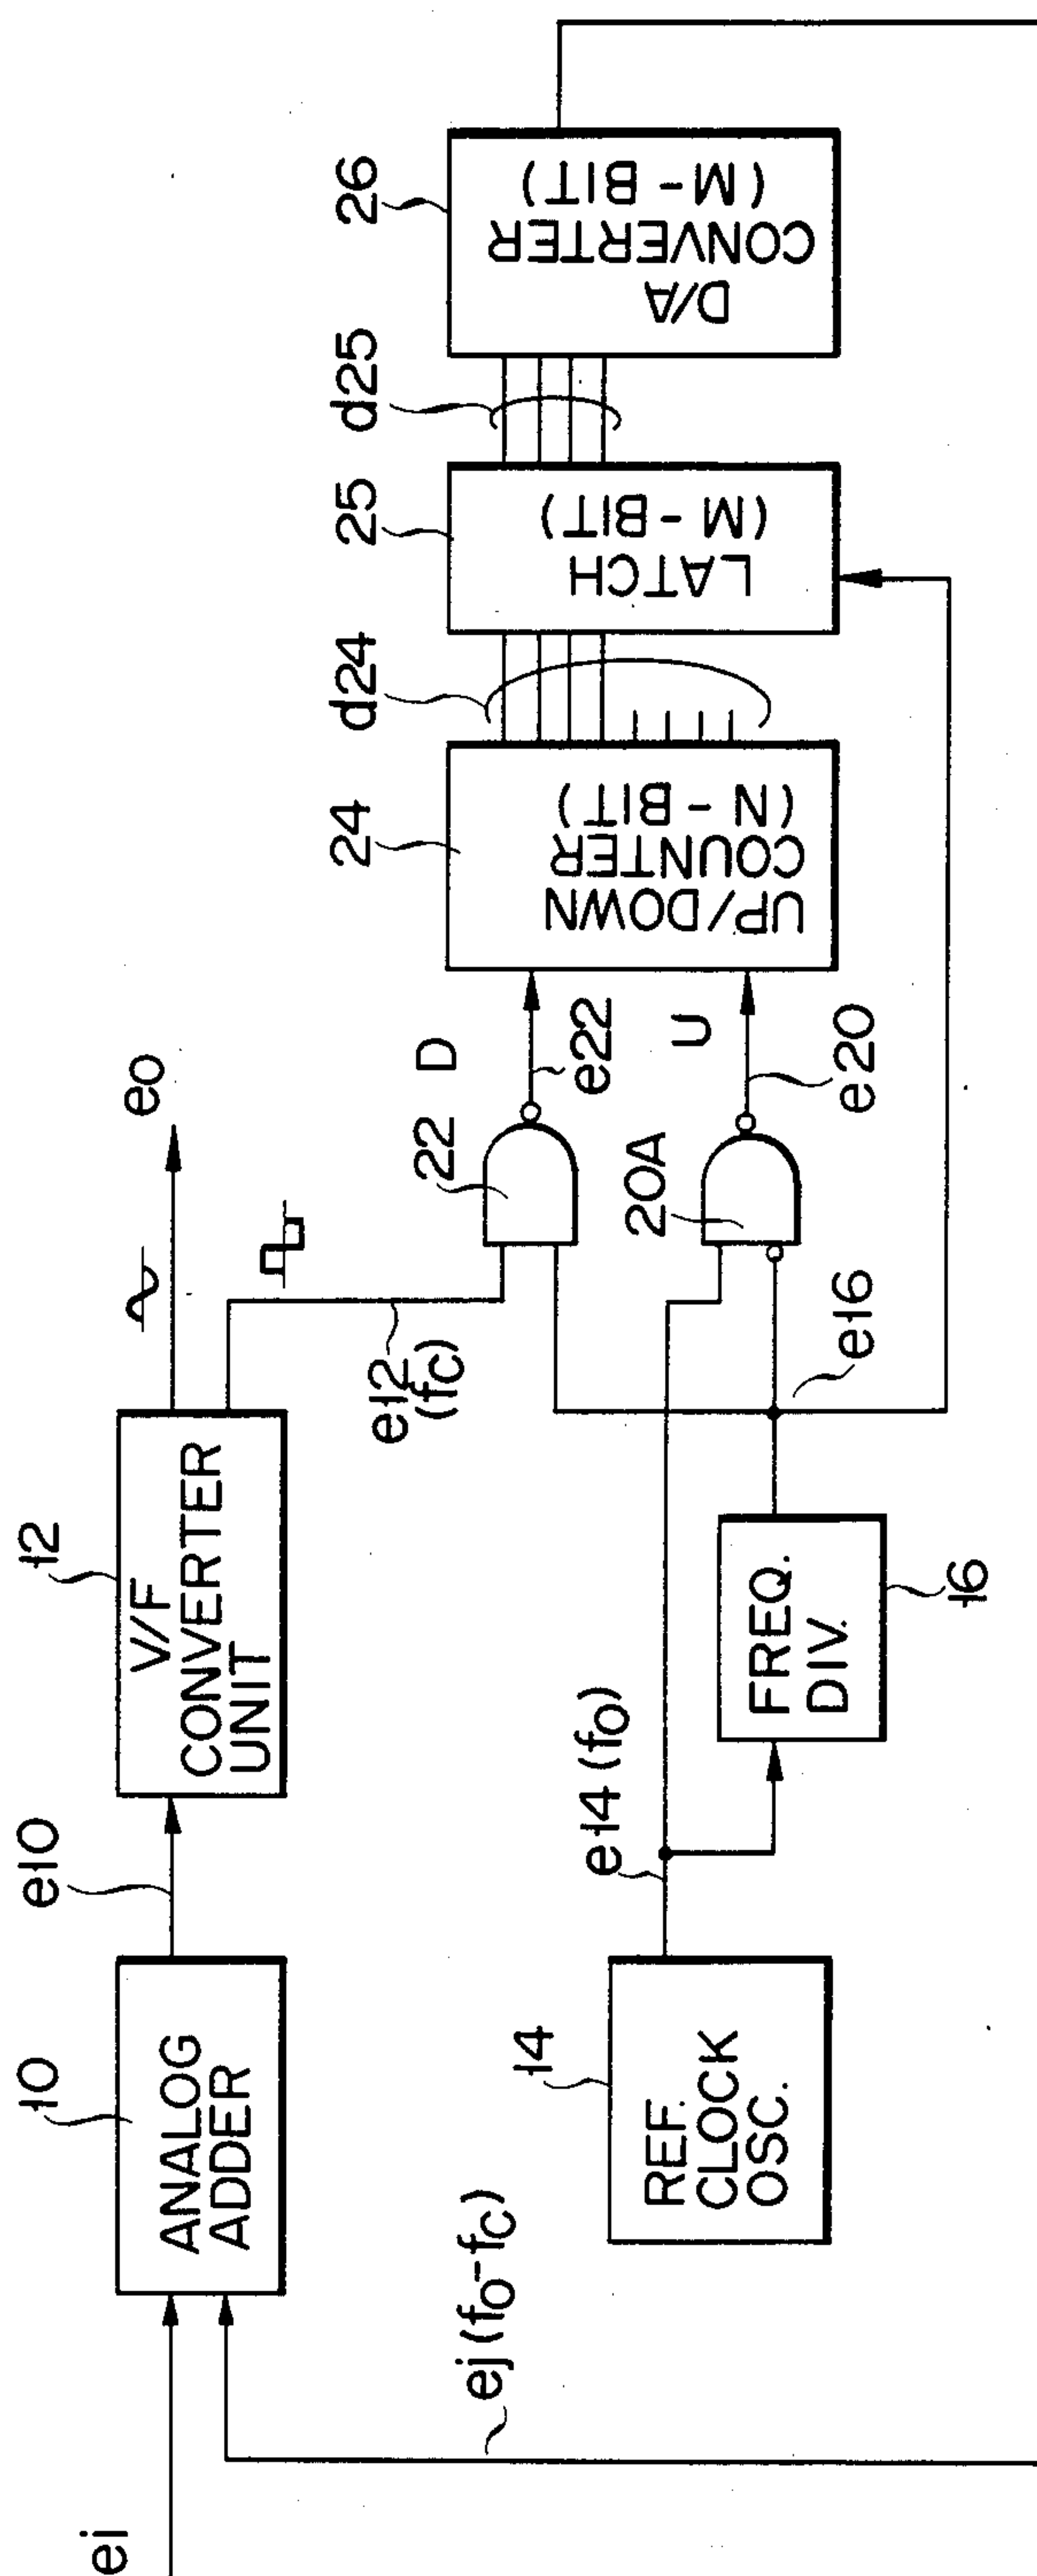 ei
10
ANALOG
ADDER
e10
12
V/F
CONVERTER
UNIT
eo
ej (fo-fc)
14
REF.
CLOCK
OSC.
e14 (fo)
FREQ.
DIV.
16
e12
(fc)
e16
22
20A
D
e22
U
e20
24
UP/DOWN
COUNTER
(N - BIT)
d24
25
LATCH
(M - BIT)
d25
26
D/A
CONVERTER
(M - BIT)